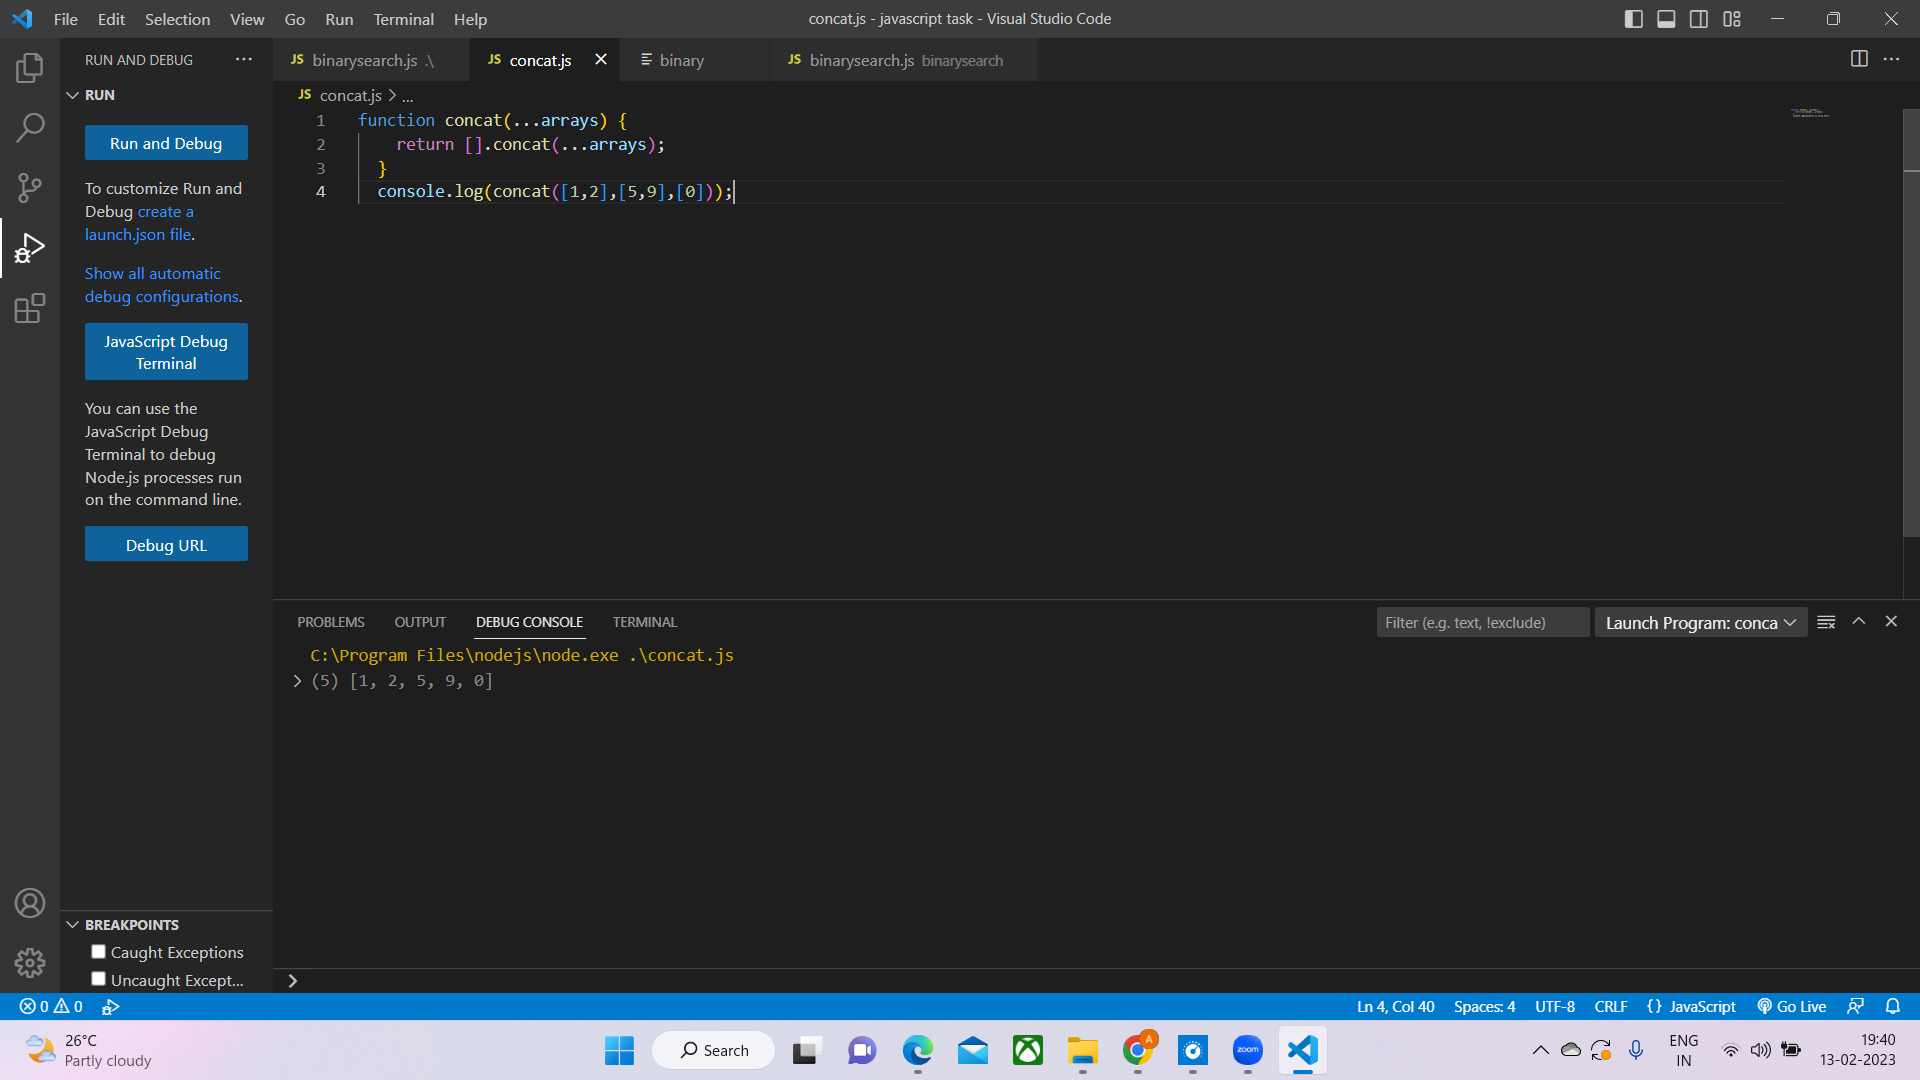 File Edit Selection View Go Run Terminal Help
concat.js - javascript task - Visual Studio Code
RUN AND DEBUG ...
JS binarysearch.js .\
JS concat.js
binary
JS binarysearch.js binarysearch
RUN
Run and Debug
To customize Run and
Debug create a
launch.json file.
Show all automatic
debug configurations.
JavaScript Debug
Terminal
You can use the
JavaScript Debug
Terminal to debug
Node.js processes run
on the command line.
Debug URL
BREAKPOINTS
Caught Exceptions
Uncaught Except...
JS concat.js > ...
1 function concat(...arrays) {
2 return [].concat(...arrays);
3 }
4 console.log(concat([1,2],[5,9],[0]));
PROBLEMS OUTPUT DEBUG CONSOLE TERMINAL
Filter (e.g. text, !exclude)
Launch Program: conca
C:\Program Files\nodejs\node.exe .\concat.js
> (5) [1, 2, 5, 9, 0]
>
0 0
Ln 4, Col 40 Spaces: 4 UTF-8 CRLF {} JavaScript Go Live
26°C
Partly cloudy
Search
A
zoom
ENG
IN
19:40
13-02-2023